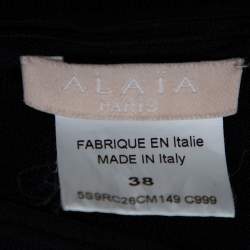 ALAÏA
PARIS
FABRIQUE EN Italie
MADE IN Italy
38
5S9RC26CM149 C999